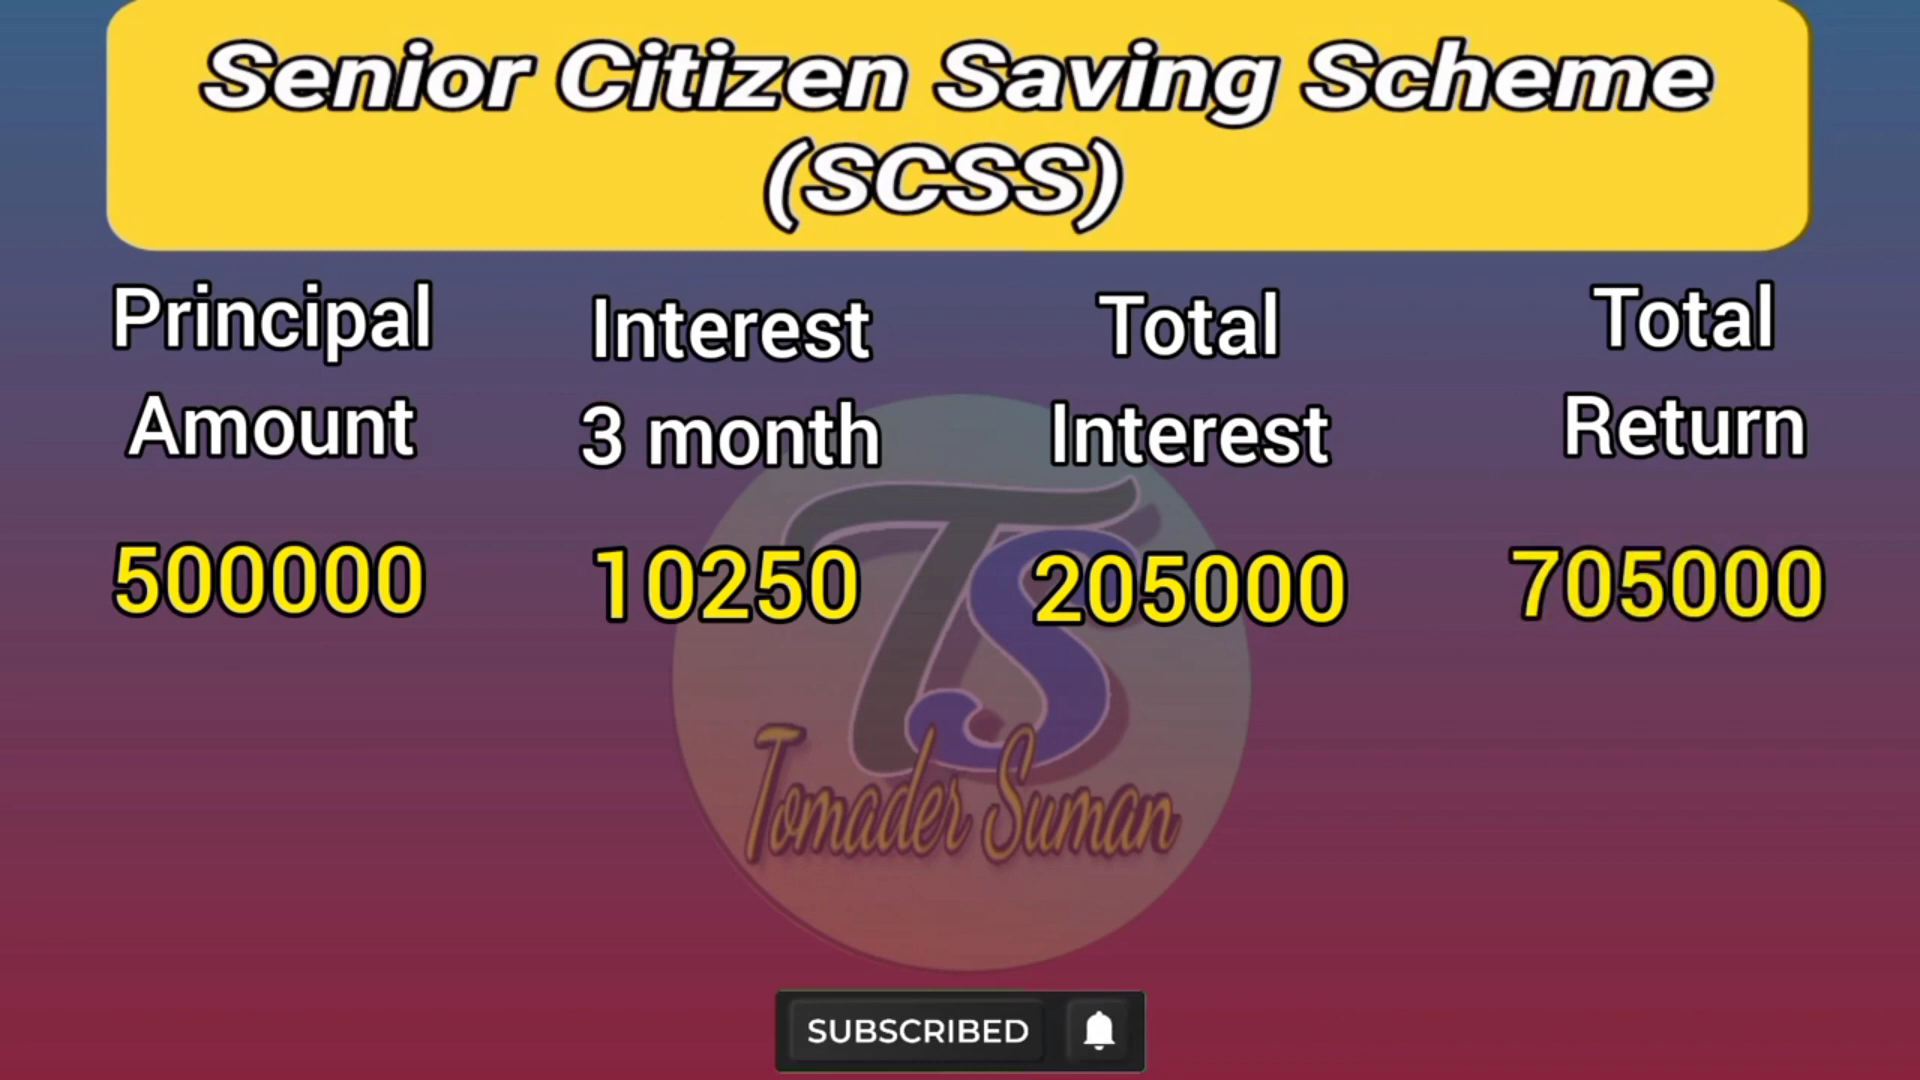 Senior Citizen Saving Scheme
(SCSS)
Principal Interest Total Total
Amount 3 month Interest Return
500000 10250 205000 705000
TS
Tomader Suman
SUBSCRIBED